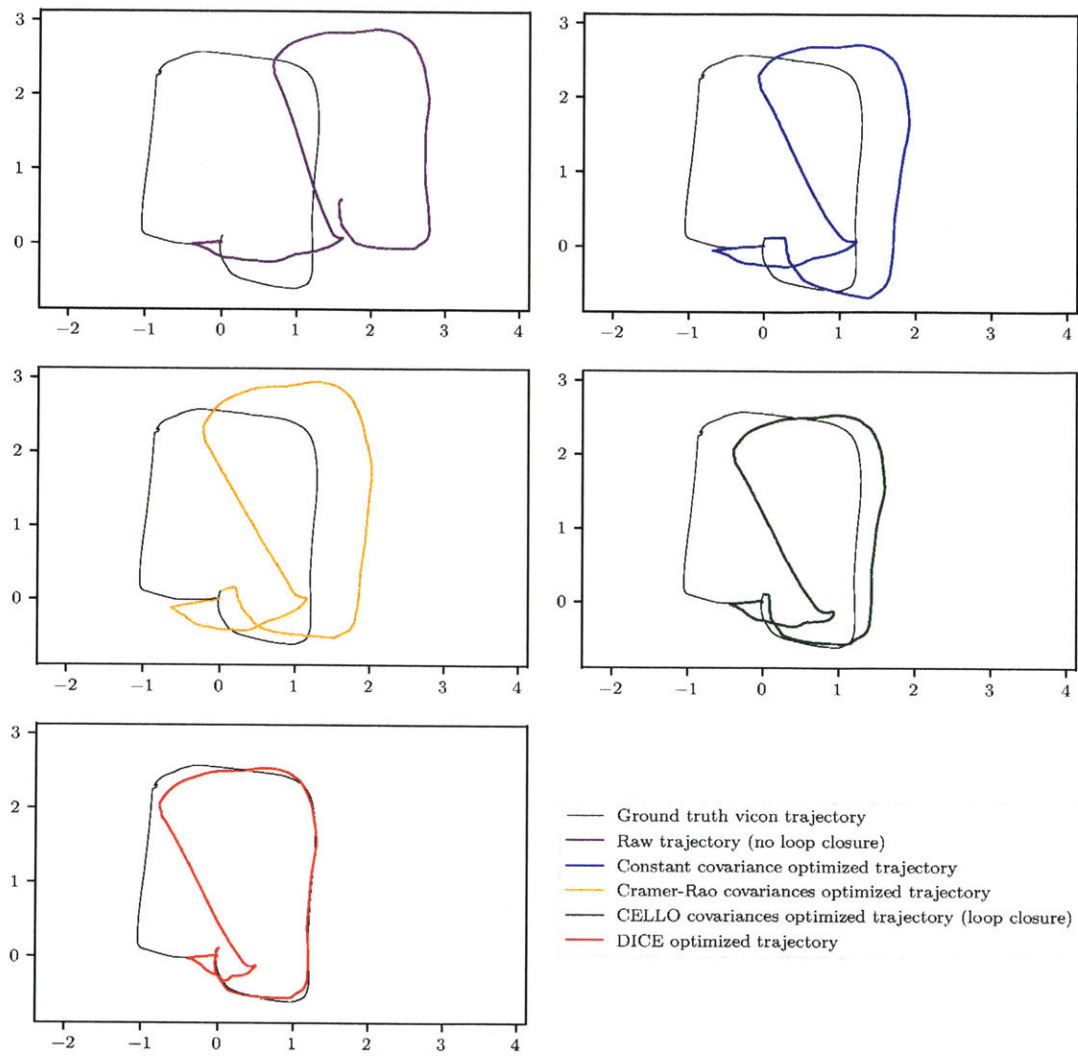 3
2
1
0
−2 −1 0 1 2 3 4
3
2
1
0
−2 −1 0 1 2 3 4
3
2
1
0
−2 −1 0 1 2 3 4
3
2
1
0
−2 −1 0 1 2 3 4
3
2
1
0
−2 −1 0 1 2 3 4
Ground truth vicon trajectory
Raw trajectory (no loop closure)
Constant covariance optimized trajectory
Cramer-Rao covariances optimized trajectory
CELLO covariances optimized trajectory (loop closure)
DICE optimized trajectory